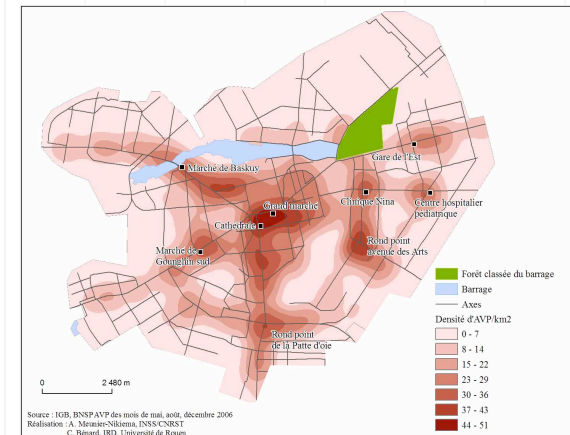 Gare de l'Est
Marché de Baskuy
Clinique Nina
Centre hôspitalier
pédiatrique
Grand marché
Cathédrale
Marché de
Gounghin sud
Rond point
avenue des Arts
Rond point
de la Patte d'oie
Forêt classée du barrage
Barrage
Axes
Densité d'AVP/km2
0 - 7
8 - 14
15 - 22
23 - 29
30 - 36
37 - 43
44 - 51
0
2 480 m
Source : IGB, BNSP AVP des mois de mai, août, décembre 2006
Réalisation : A. Meunier-Nikiema, INSS/CNRST
C. Bénard, IRD, Université de Rouen